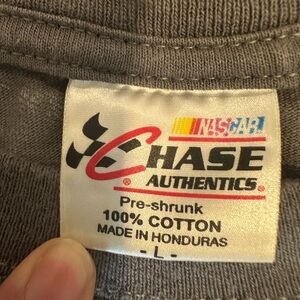 NASCAR
CHASE
AUTHENTICS®
Pre-shrunk
100% COTTON
MADE IN HONDURAS
- L -